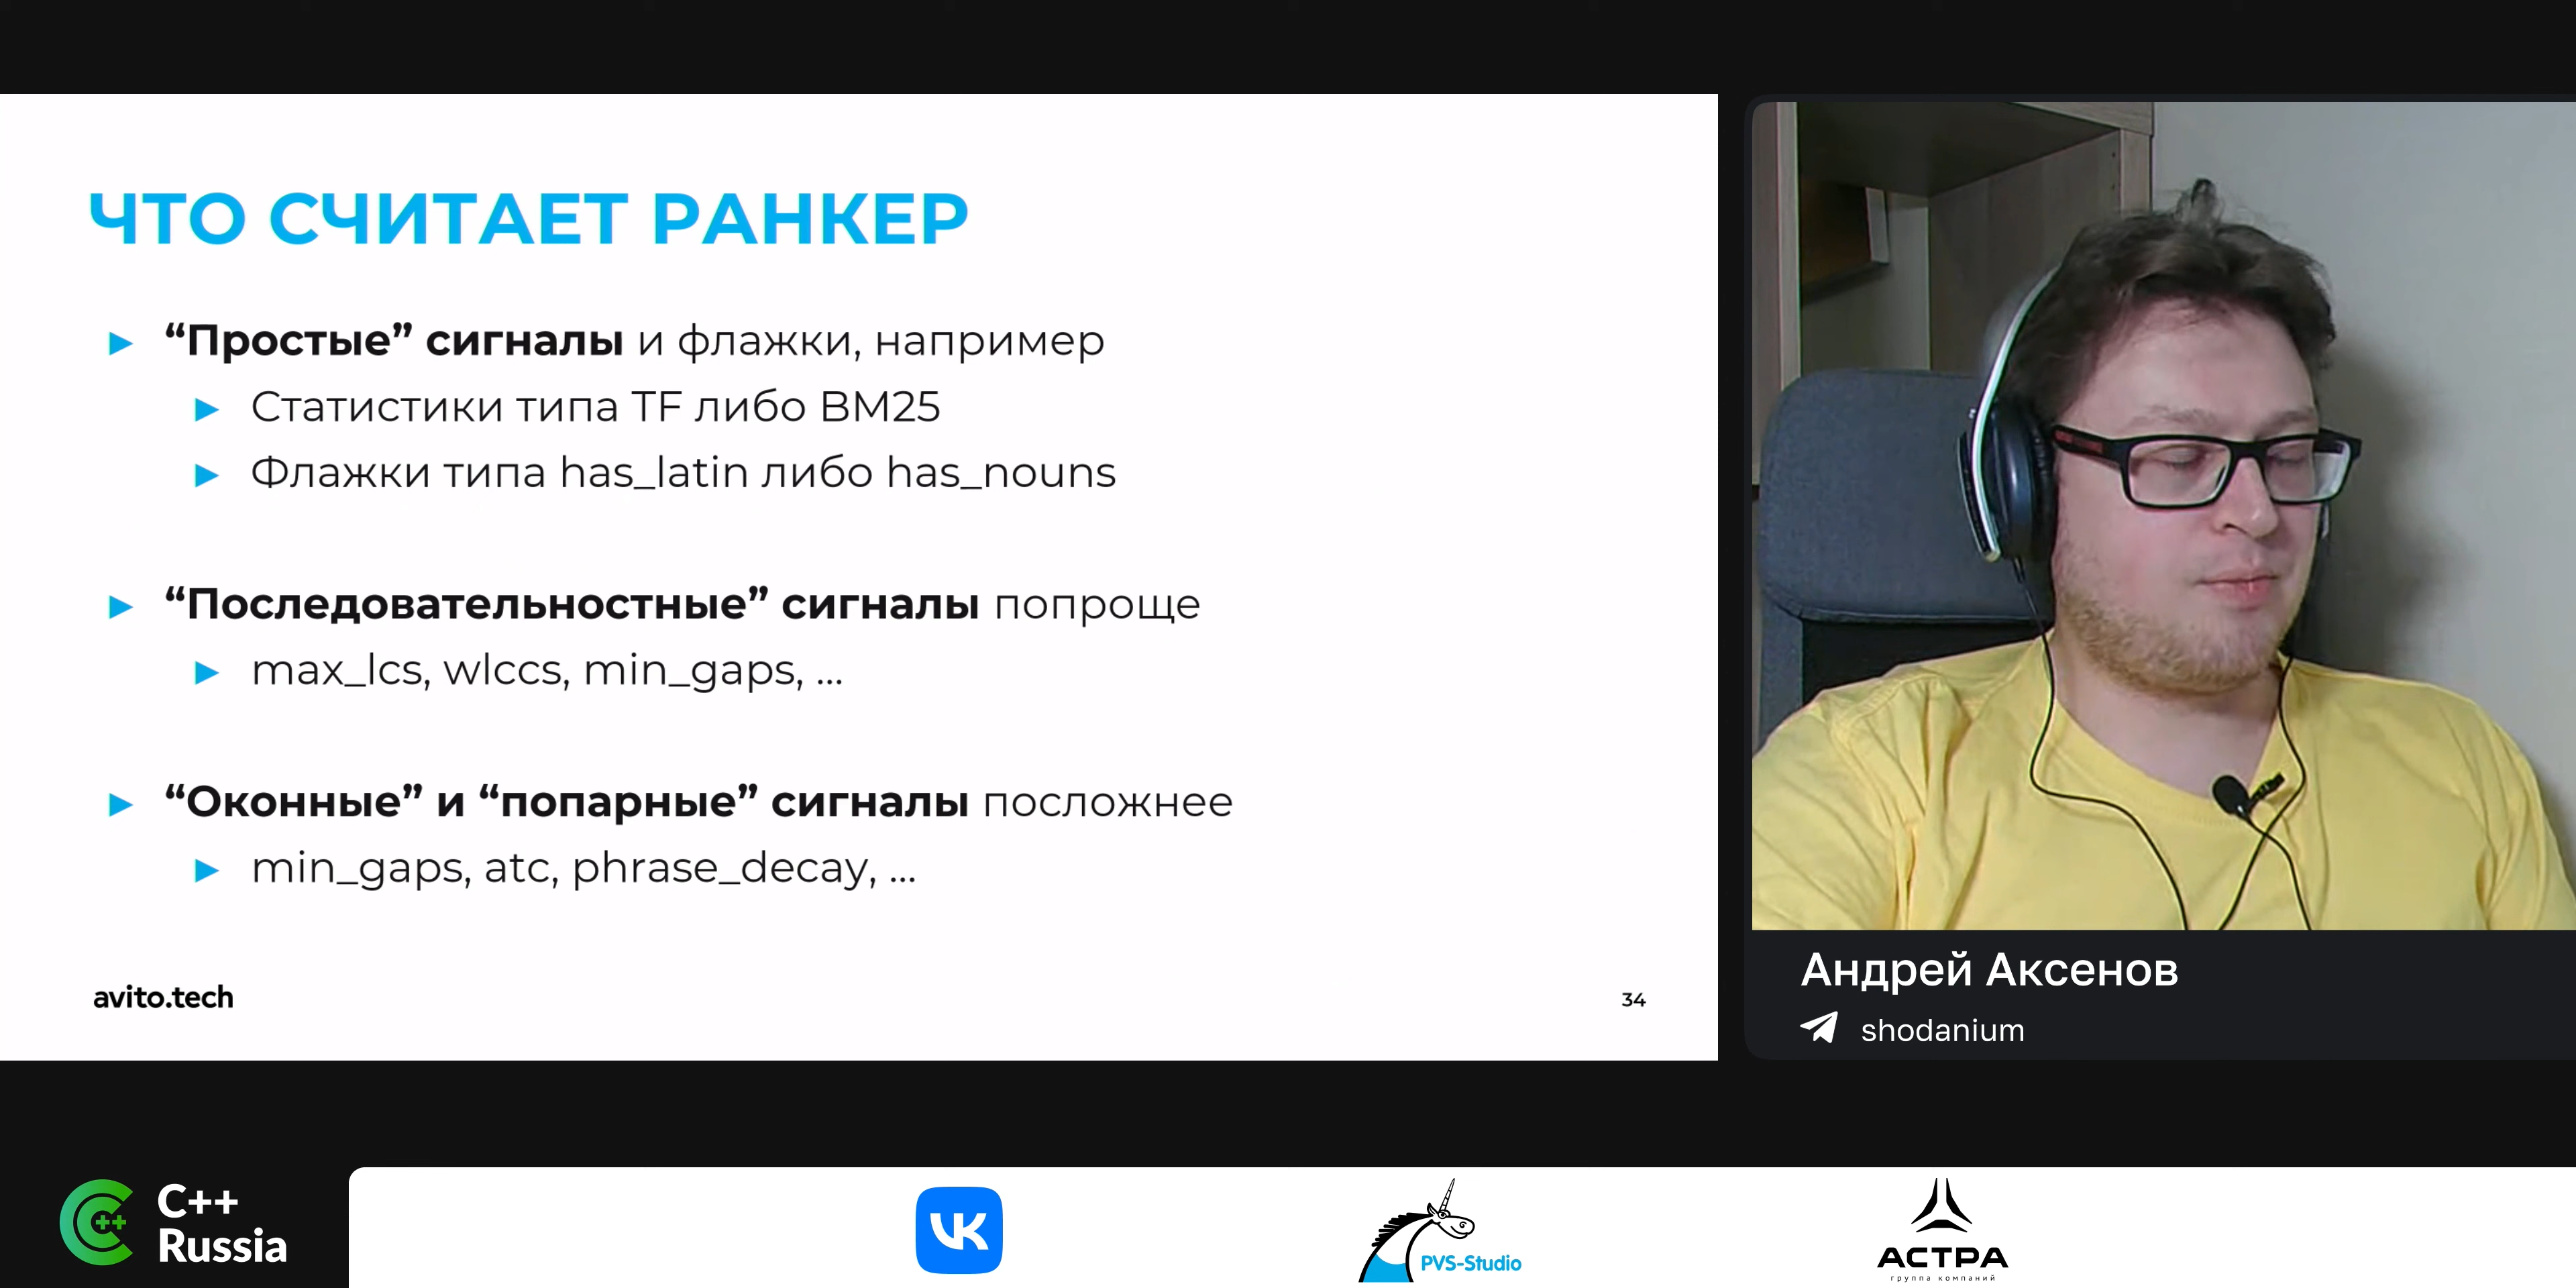 ЧТО СЧИТАЕТ РАНКЕР
► “Простые” сигналы и флажки, например
► Статистики типа TF либо BM25
► Флажки типа has_latin либо has_nouns
► “Последовательностные” сигналы попроще
► max_lcs, wlccs, min_gaps, ...
► “Оконные” и “попарные” сигналы посложнее
► min_gaps, atc, phrase_decay, ...
avito.tech
34
Андрей Аксенов
shodanium
C++
C++
Russia
VK
PVS-Studio
АСТРА
группа компаний